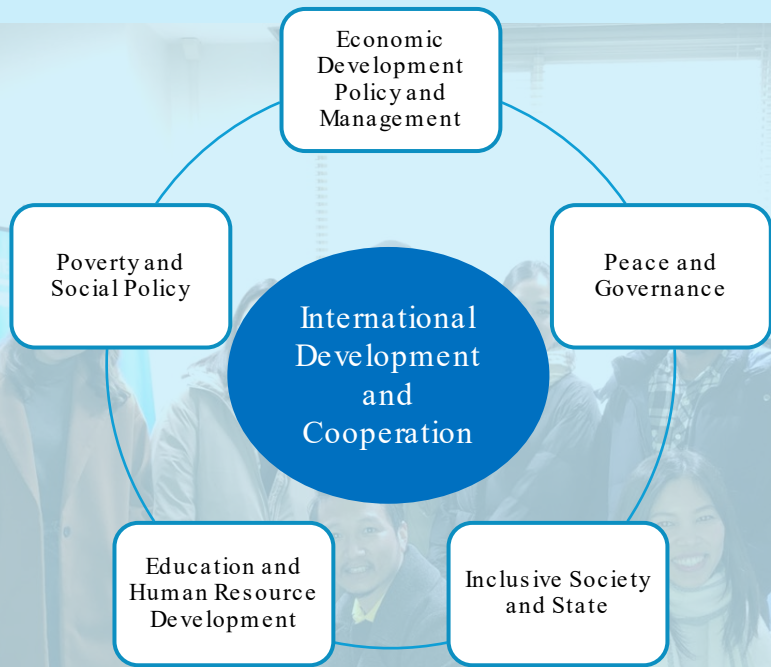 Economic
Development
Policy and
Management
Poverty and
Social Policy
Peace and
Governance
International
Development
and
Cooperation
Education and
Human Resource
Development
Inclusive Society
and State